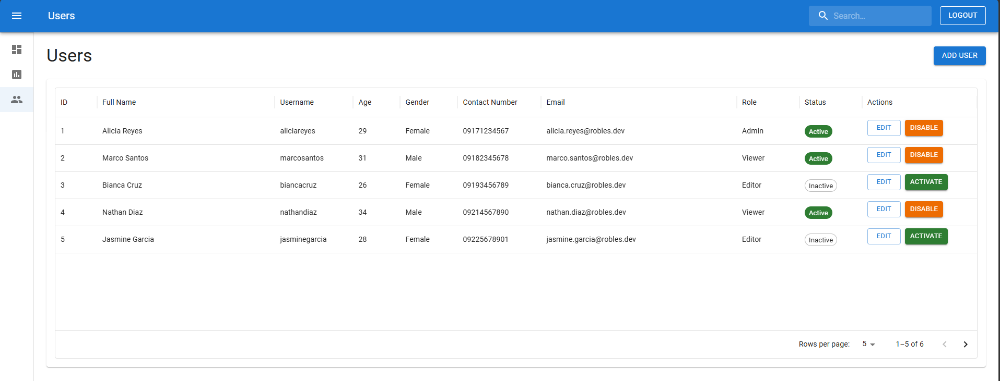 Users Search... LOGOUT
Users ADD USER
ID Full Name Username Age Gender Contact Number Email Role Status Actions
1 Alicia Reyes aliciareyes 29 Female 09171234567 alicia.reyes@robles.dev Admin Active EDIT DISABLE
2 Marco Santos marcosantos 31 Male 09182345678 marco.santos@robles.dev Viewer Active EDIT DISABLE
3 Bianca Cruz biancacruz 26 Female 09193456789 bianca.cruz@robles.dev Editor Inactive EDIT ACTIVATE
4 Nathan Diaz nathandiaz 34 Male 09214567890 nathan.diaz@robles.dev Viewer Active EDIT DISABLE
5 Jasmine Garcia jasminegarcia 28 Female 09225678901 jasmine.garcia@robles.dev Editor Inactive EDIT ACTIVATE
Rows per page: 5 1–5 of 6